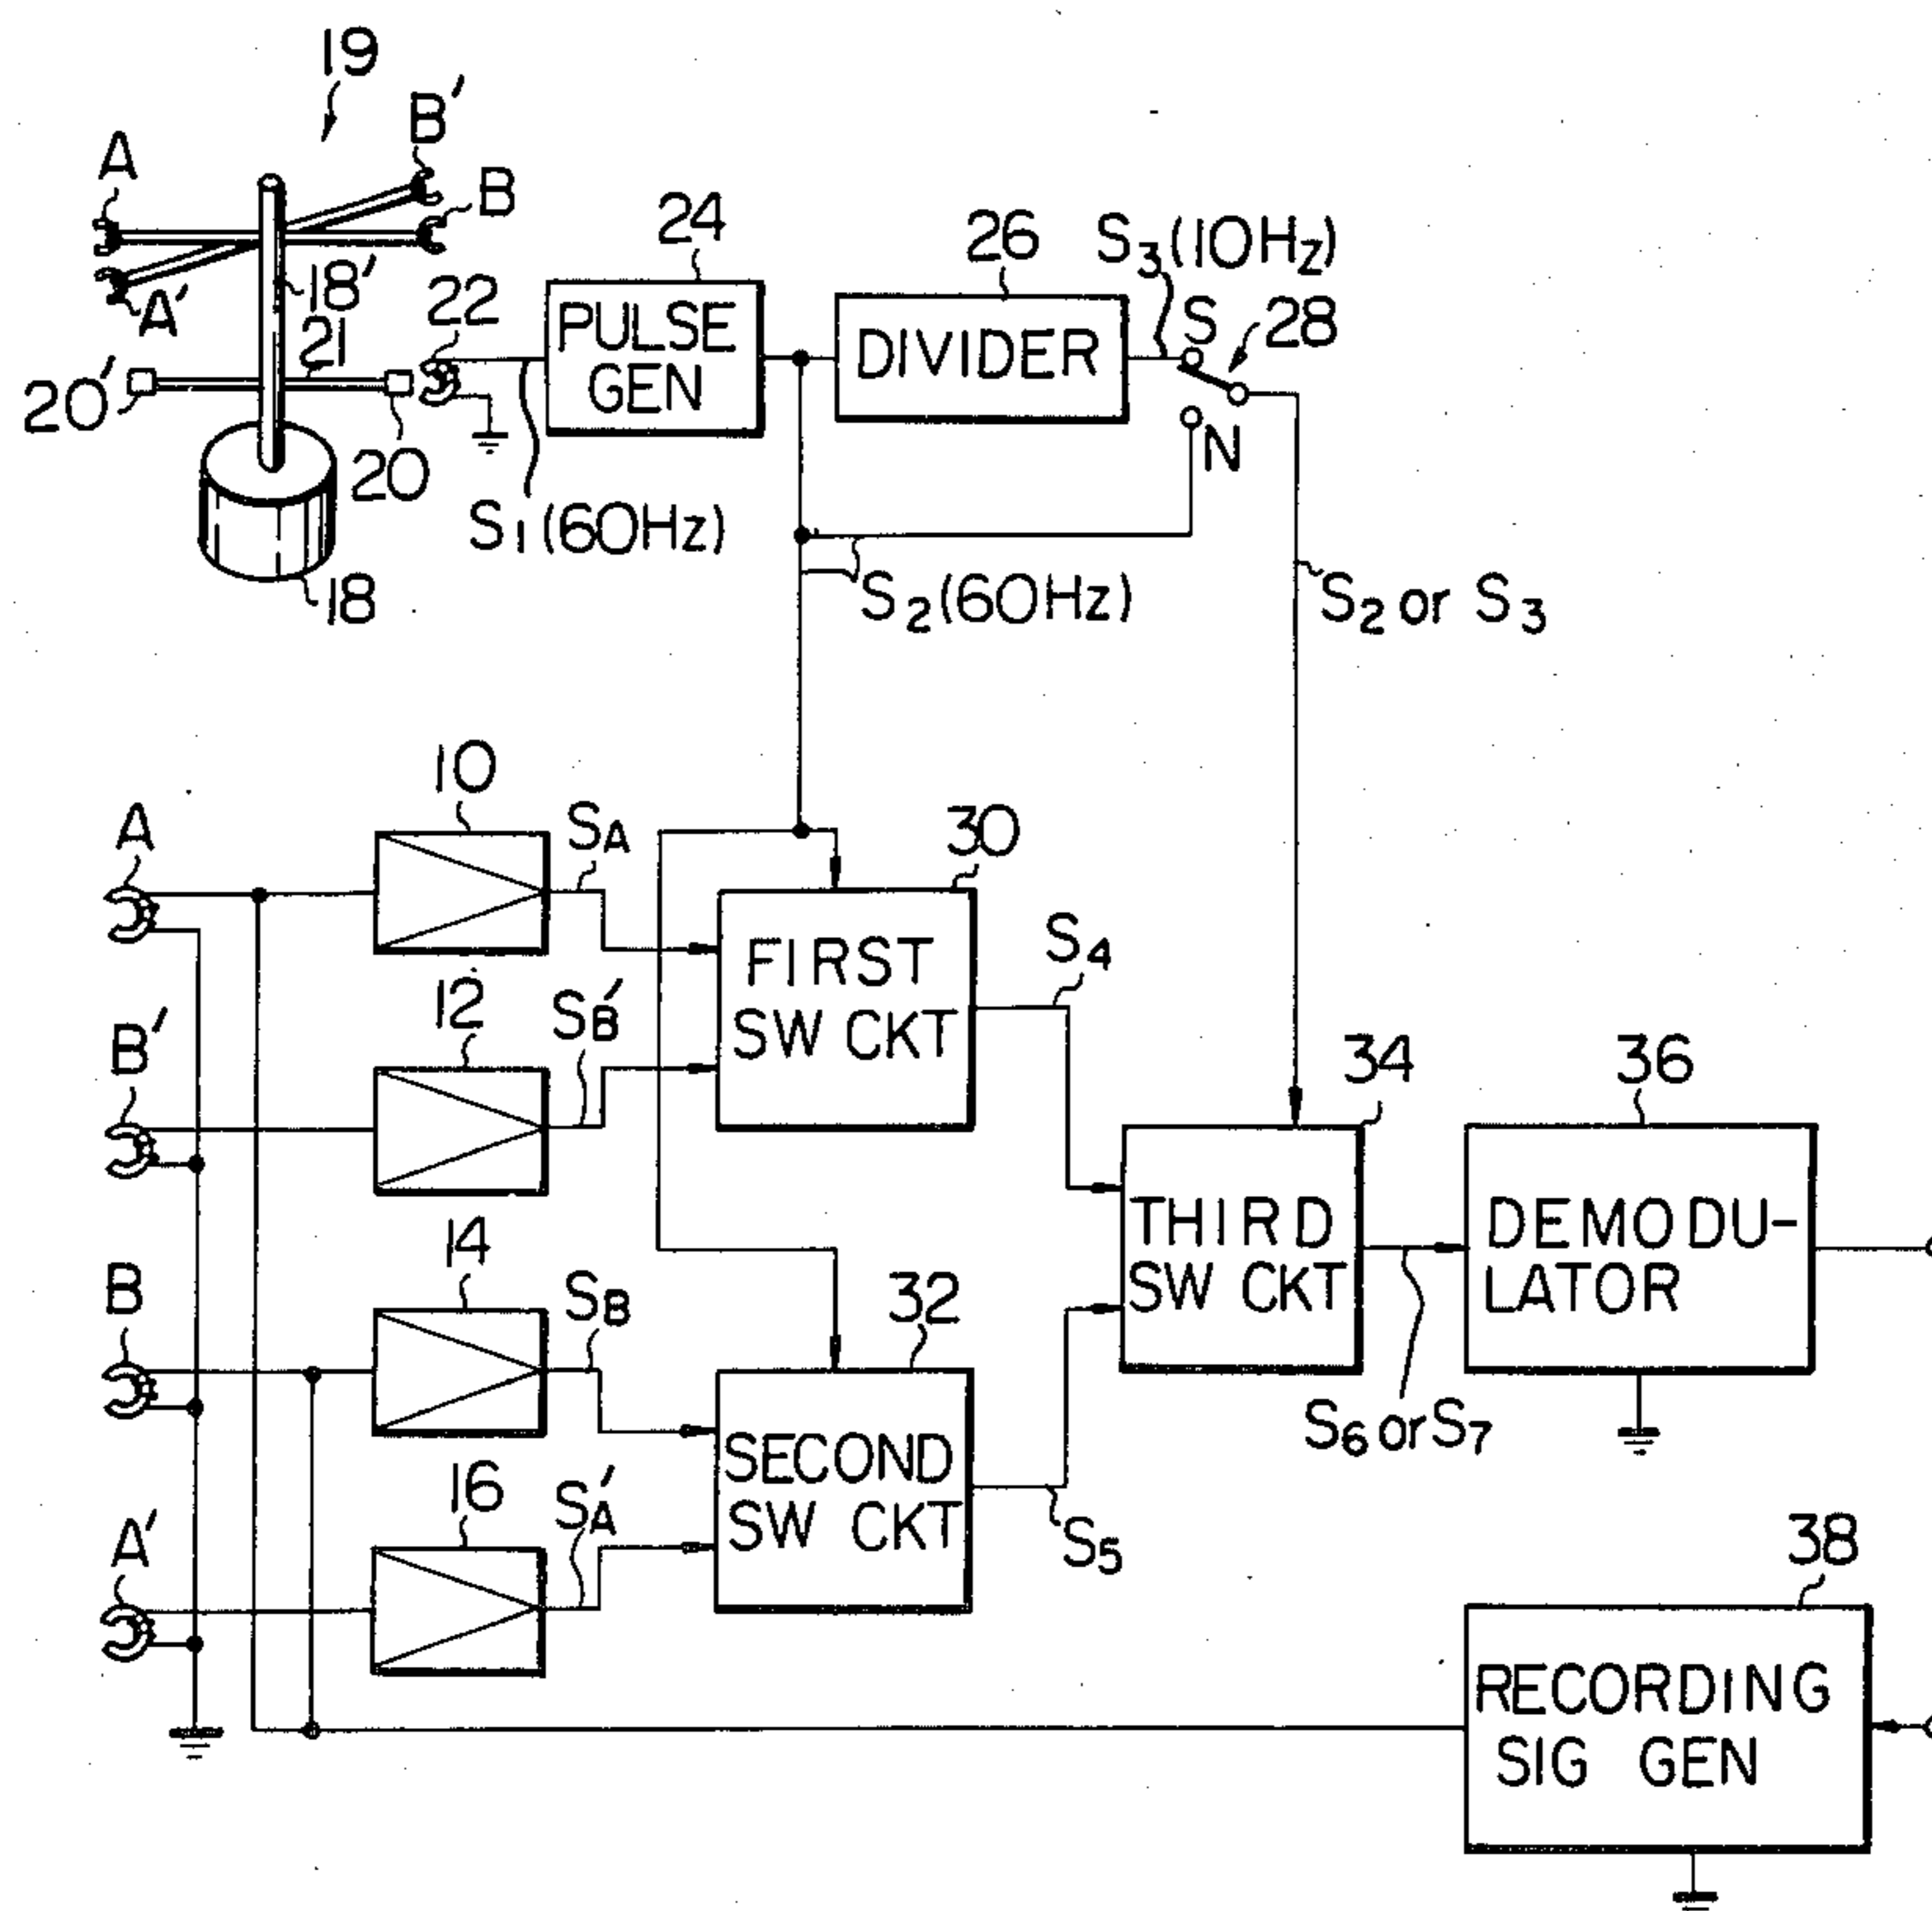 19
A
B'
B
A'
18'
21
22
20'
20
18
24
PULSE
GEN
26
DIVIDER
S3(10Hz)
S
28
N
S1(60Hz)
S2(60Hz)
S2 or S3
A
10
SA
30
FIRST
SW CKT
S4
B'
12
SB'
34
THIRD
SW CKT
36
DEMODU-
LATOR
B
14
SB
32
SECOND
SW CKT
S5
S6 or S7
A'
16
SA'
38
RECORDING
SIG GEN